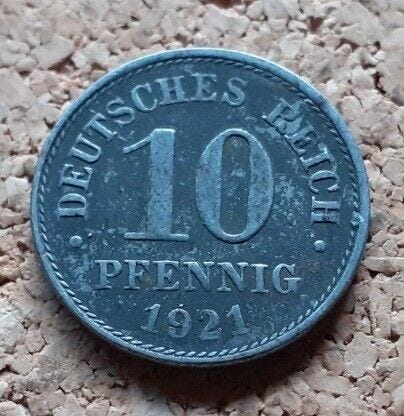 DEUTSCHES REICH
10
PFENNIG
1921